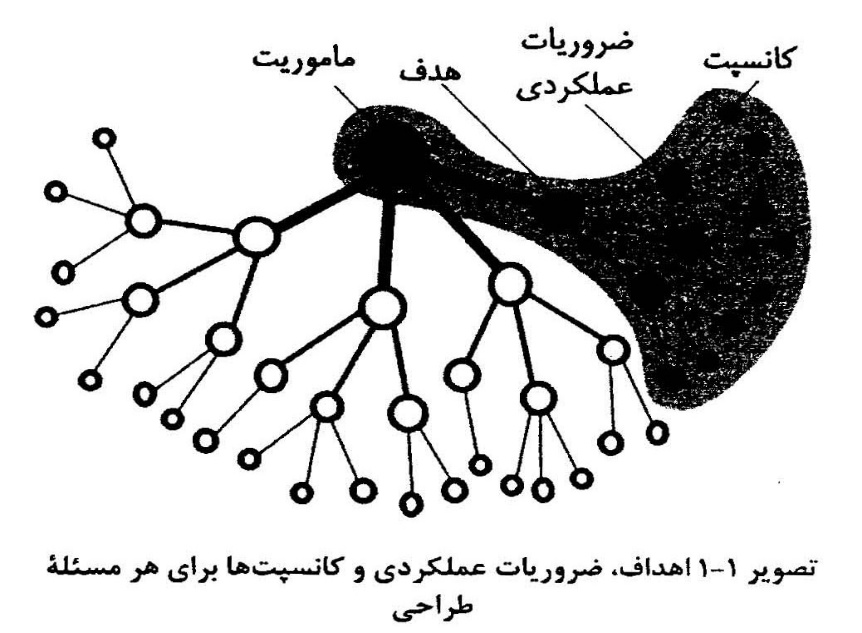 ماموریت
هدف
ضروریات
عملکردی
کانسپت
تصویر ۱-۱ اهداف، ضروریات عملکردی و کانسپت‌ها برای هر مسئلهٔ
طراحی